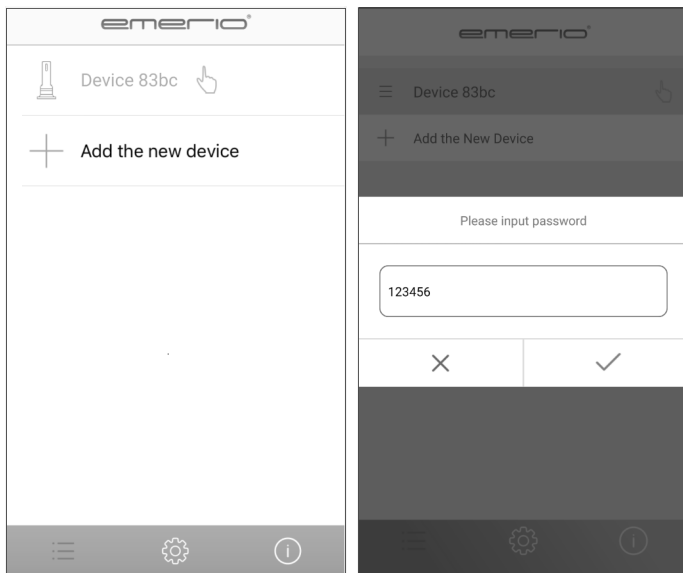 emerio®
Device 83bc
Add the new device
emerio®
Device 83bc
Add the New Device
Please input password
123456